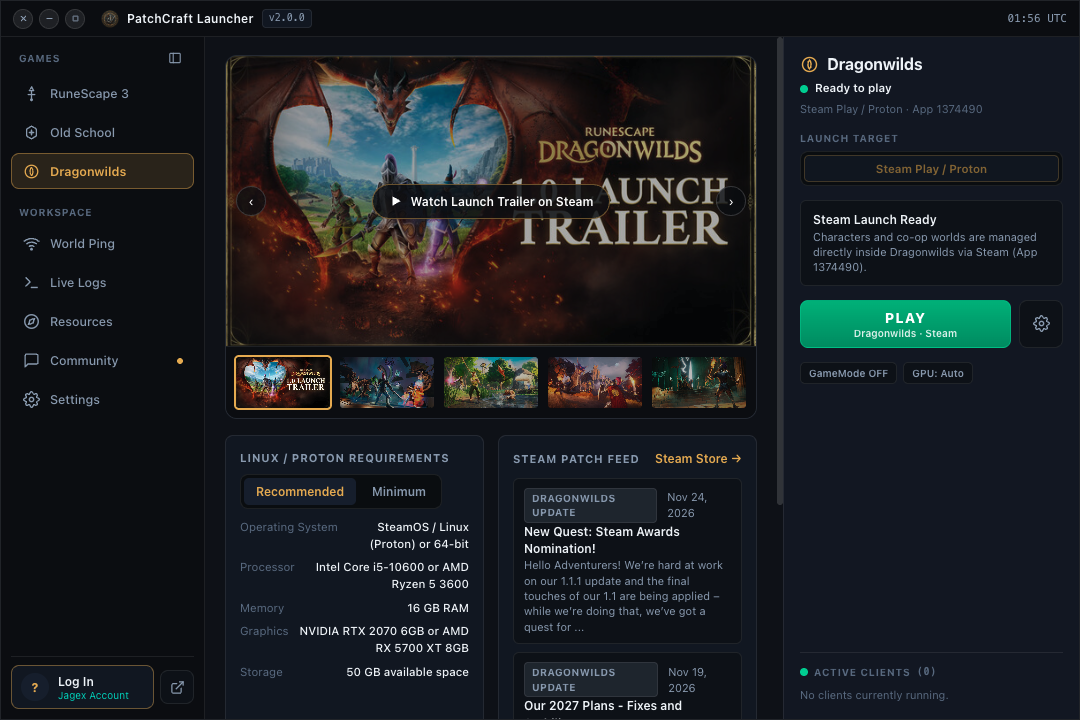 PatchCraft Launcher
v2.0.0
01:56 UTC
GAMES
RuneScape 3
Old School
Dragonwilds
WORKSPACE
World Ping
Live Logs
Resources
Community
Settings
?
Log In
Jagex Account
RUNESCAPE
DRAGONWILDS
1.0 LAUNCH
TRAILER
Watch Launch Trailer on Steam
DRAGONWILDS
1.0 LAUNCH
TRAILER
LINUX / PROTON REQUIREMENTS
Recommended
Minimum
Operating System
SteamOS / Linux
(Proton) or 64-bit
Processor
Intel Core i5-10600 or AMD
Ryzen 5 3600
Memory
16 GB RAM
Graphics
NVIDIA RTX 2070 6GB or AMD
RX 5700 XT 8GB
Storage
50 GB available space
STEAM PATCH FEED
Steam Store →
DRAGONWILDS
UPDATE
Nov 24,
2026
New Quest: Steam Awards
Nomination!
Hello Adventurers! We’re hard at work
on our 1.1.1 update and the final
touches of our 1.1 are being applied –
while we’re doing that, we’ve got a
quest for ...
DRAGONWILDS
UPDATE
Nov 19,
2026
Our 2027 Plans - Fixes and
Dragonwilds
Ready to play
Steam Play / Proton · App 1374490
LAUNCH TARGET
Steam Play / Proton
Steam Launch Ready
Characters and co-op worlds are managed
directly inside Dragonwilds via Steam (App
1374490).
PLAY
Dragonwilds · Steam
GameMode OFF
GPU: Auto
ACTIVE CLIENTS (0)
No clients currently running.